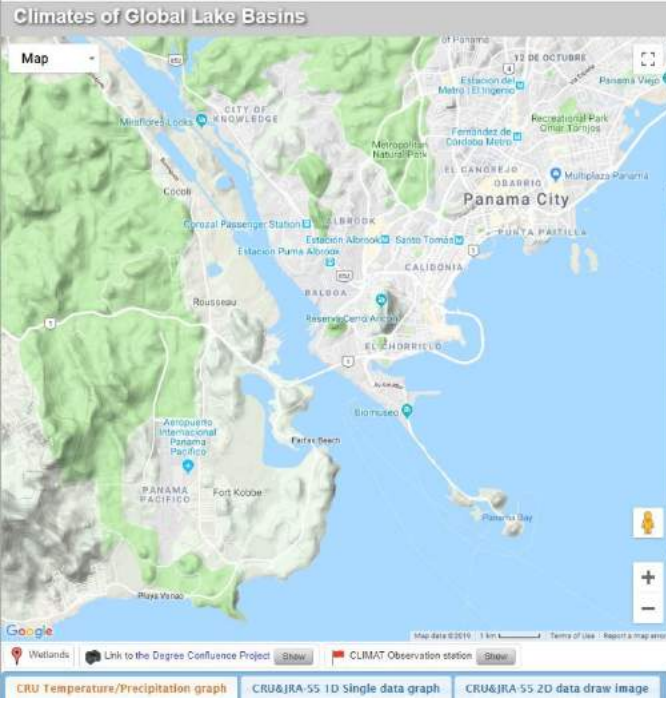 Climates of Global Lake Basins
Map
of Panama
12 DE OCTUBRE
Estacion del
Metro | El Ingenio
Panama Viejo
Miraflores Locks
CITY OF
KNOWLEDGE
Recreational Park
Omar Torrijos
Fernandez de
Cordoba Metro
Metropolitan
Natural Park
EL CANGREJO
OBARRIO
Multiplaza Panama
Cocoli
Panama City
Corozal Passenger Station
ALBROOK
PUNTA PAITILLA
Estación Albrook
Santo Tomas
Estación Puma Albrook
CALIDONIA
BALBOA
Rousseau
Reserva Cerro Ancon
EL CHORRILLO
Biomuseo
Aeropuerto
Internacional
Panama
Pacifico
Farfan Beach
PANAMA
PACIFICO
Fort Kobbe
Panama Bay
Playa Venao
Google
Map data ©2019
1 km
Terms of Use
Report a map error
Wetlands
Link to the Degree Confluence Project
Show
CLIMAT Observation station
Show
CRU Temperature/Precipitation graph
CRU&JRA-55 1D Single data graph
CRU&JRA-55 2D data draw image